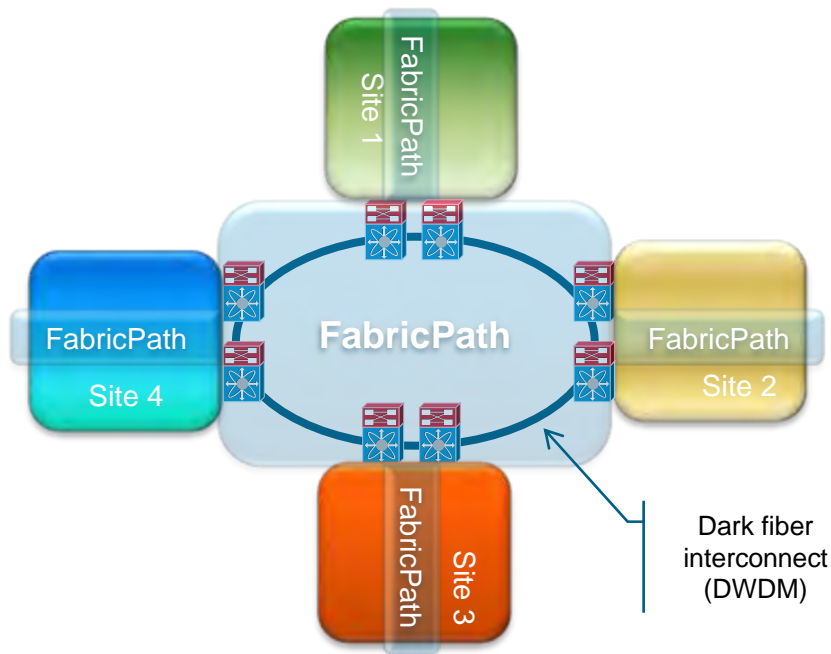 FabricPath
Site 1
FabricPath
Site 4
FabricPath
FabricPath
Site 2
FabricPath
Site 3
Dark fiber
interconnect
(DWDM)